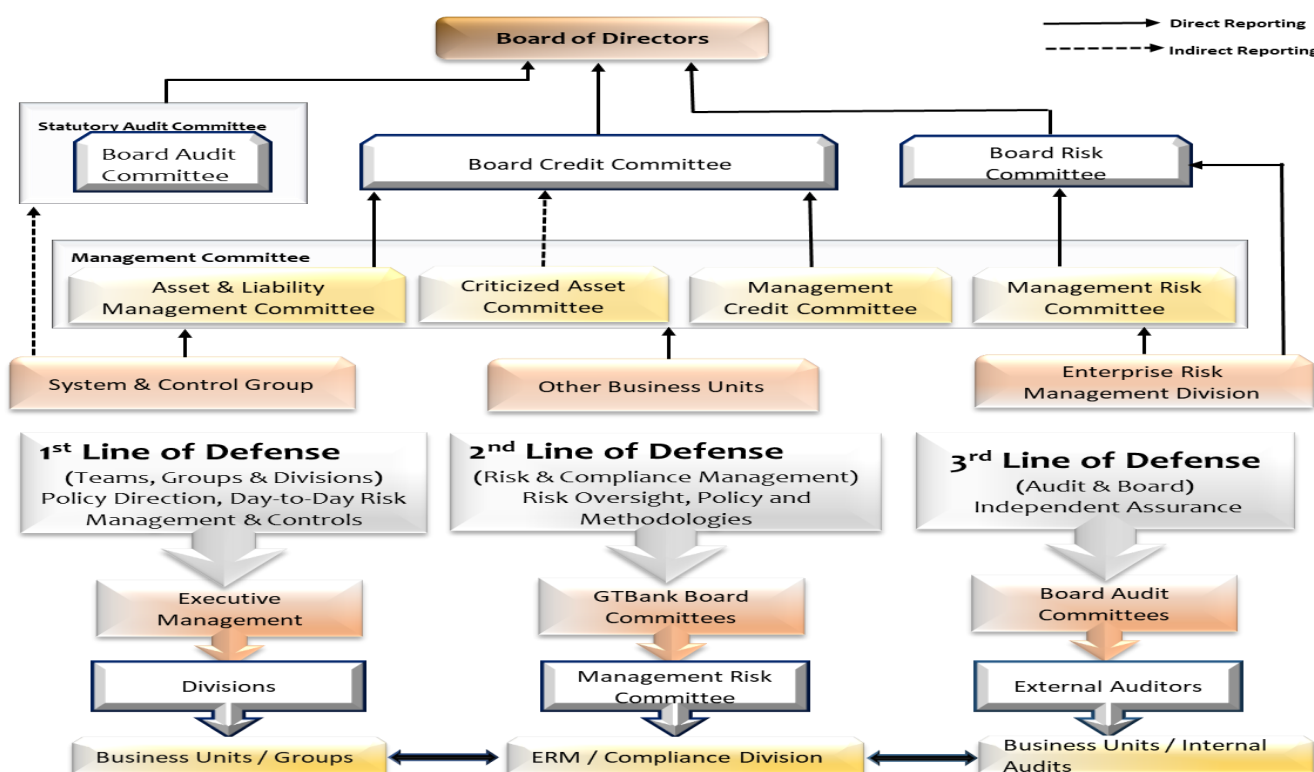 Board of Directors
Direct Reporting
Indirect Reporting
Statutory Audit Committee
Board Audit
Committee
Board Credit Committee
Board Risk
Committee
Management Committee
Asset & Liability
Management Committee
Criticized Asset
Committee
Management
Credit Committee
Management Risk
Committee
System & Control Group
Other Business Units
Enterprise Risk
Management Division
1st Line of Defense
(Teams, Groups & Divisions)
Policy Direction, Day-to-Day Risk
Management & Controls
2nd Line of Defense
(Risk & Compliance Management)
Risk Oversight, Policy and
Methodologies
3rd Line of Defense
(Audit & Board)
Independent Assurance
Executive
Management
GTBank Board
Committees
Board Audit
Committees
Divisions
Management Risk
Committee
External Auditors
Business Units / Groups
ERM / Compliance Division
Business Units / Internal
Audits